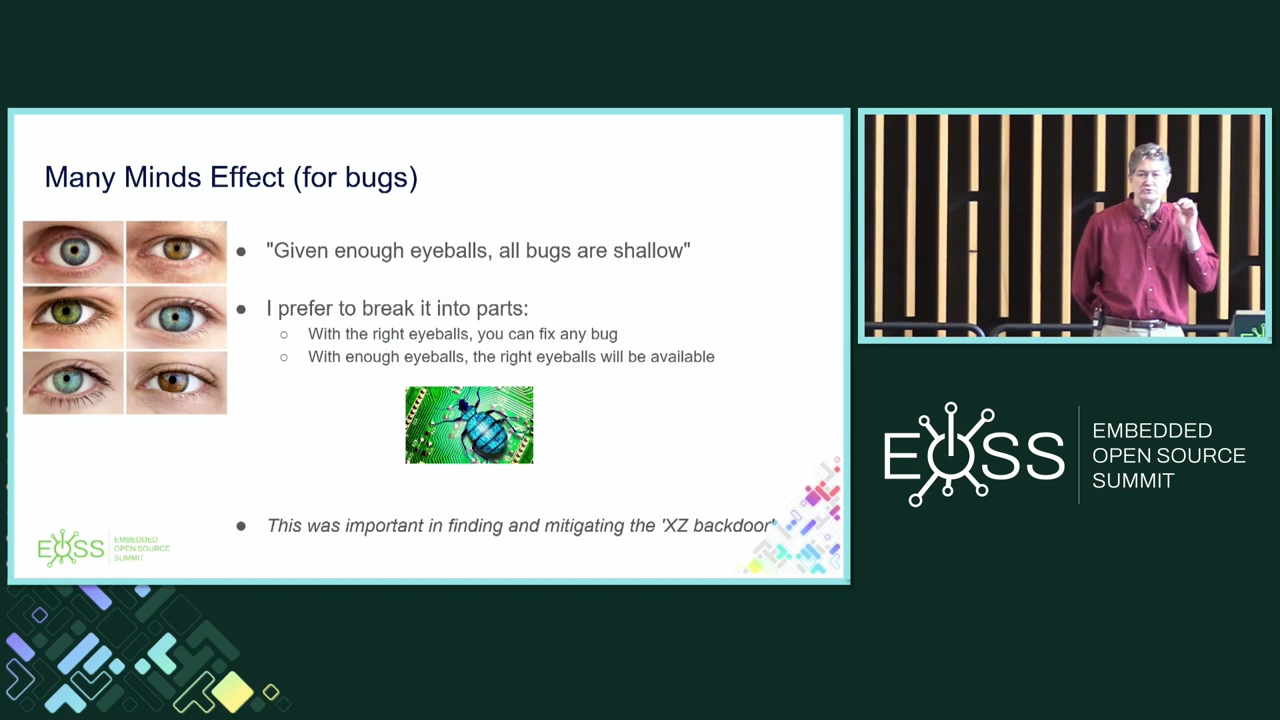 Many Minds Effect (for bugs)
● "Given enough eyeballs, all bugs are shallow"
● I prefer to break it into parts:
○ With the right eyeballs, you can fix any bug
○ With enough eyeballs, the right eyeballs will be available
● This was important in finding and mitigating the 'XZ backdoor'
EOSS
EMBEDDED
OPEN SOURCE
SUMMIT
EOSS
EMBEDDED
OPEN SOURCE
SUMMIT